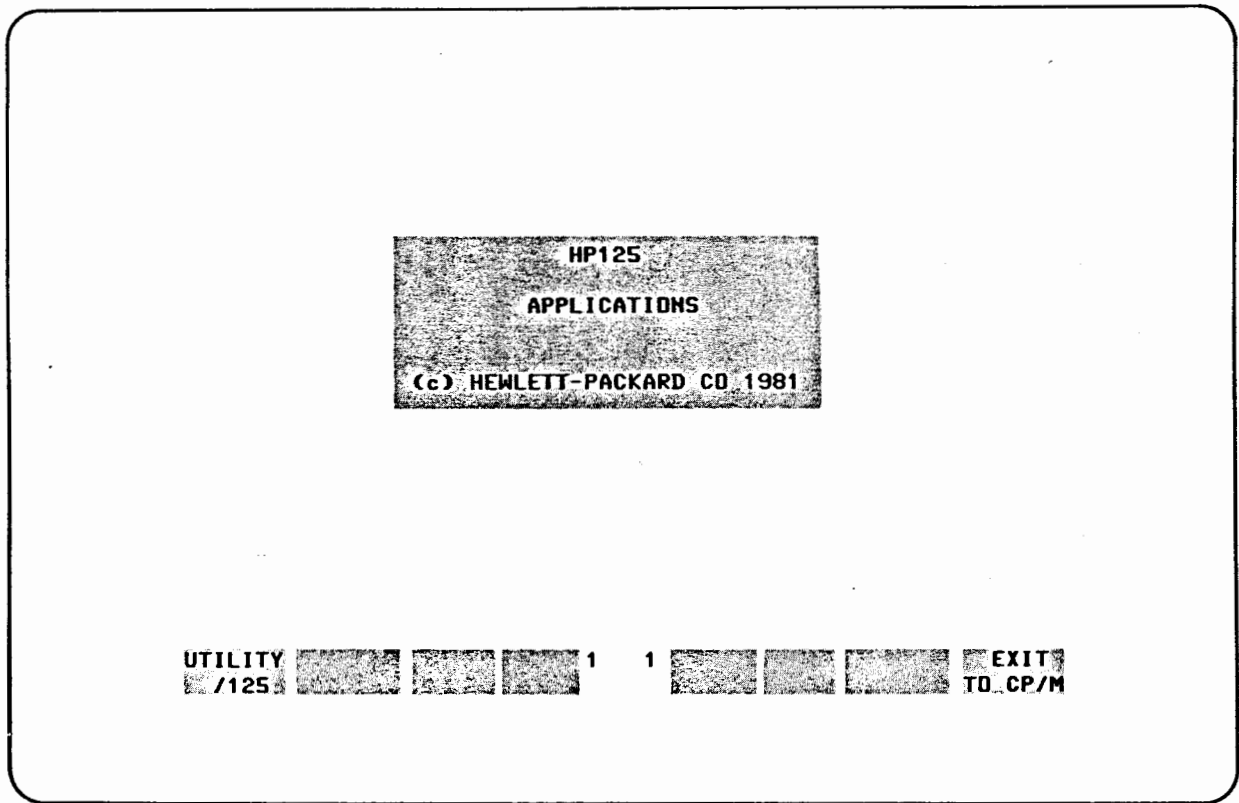 HP125
APPLICATIONS
(c) HEWLETT-PACKARD CO 1981
UTILITY 1 1 EXIT
/125 TO CP/M